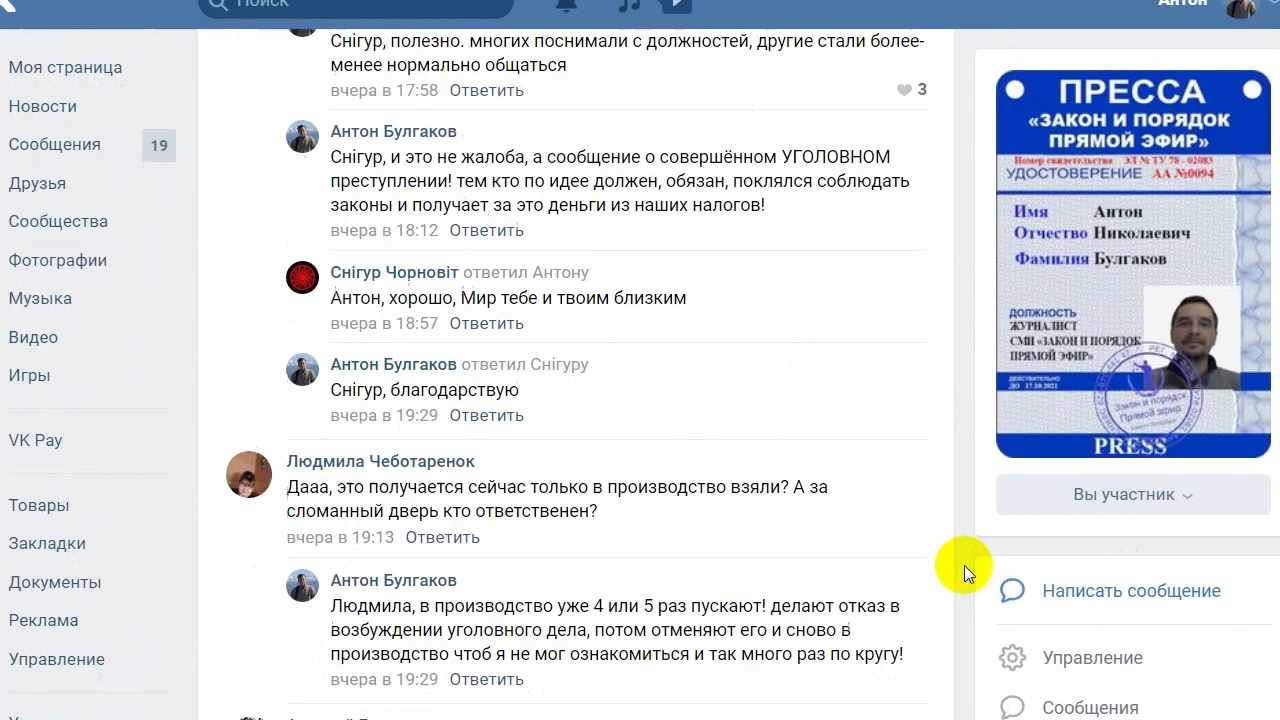 Поиск
Антон
Моя страница
Новости
Сообщения 19
Друзья
Сообщества
Фотографии
Музыка
Видео
Игры
VK Pay
Товары
Закладки
Документы
Реклама
Управление
Снігур, полезно. многих поснимали с должностей, другие стали более-
менее нормально общаться
вчера в 17:58 Ответить
3
Антон Булгаков
Снігур, и это не жалоба, а сообщение о совершённом УГОЛОВНОМ
преступлении! тем кто по идее должен, обязан, поклялся соблюдать
законы и получает за это деньги из наших налогов!
вчера в 18:12 Ответить
Снігур Чорновіт ответил Антону
Антон, хорошо, Мир тебе и твоим близким
вчера в 18:57 Ответить
Антон Булгаков ответил Снігуру
Снігур, благодарствую
вчера в 19:29 Ответить
Людмила Чеботаренок
Дааа, это получается сейчас только в производство взяли? А за
сломанный дверь кто ответственен?
вчера в 19:13 Ответить
Антон Булгаков
Людмила, в производство уже 4 или 5 раз пускают! делают отказ в
возбуждении уголовного дела, потом отменяют его и сново в
производство чтоб я не мог ознакомиться и так много раз по кругу!
вчера в 19:29 Ответить
ПРЕССА
«ЗАКОН И ПОРЯДОК
ПРЯМОЙ ЭФИР»
Номер свидетельства ЭЛ № ТУ 78 - 02083
УДОСТОВЕРЕНИЕ АА №0094
Имя Антон
Отчество Николаевич
Фамилия Булгаков
ДОЛЖНОСТЬ
ЖУРНАЛИСТ
СМИ «ЗАКОН И ПОРЯДОК
ПРЯМОЙ ЭФИР»
ДЕЙСТВИТЕЛЬНО
ДО 17.10.2021
Закон и порядок
Прямой эфир
PRESS
Вы участник
Написать сообщение
Управление
Сообщения